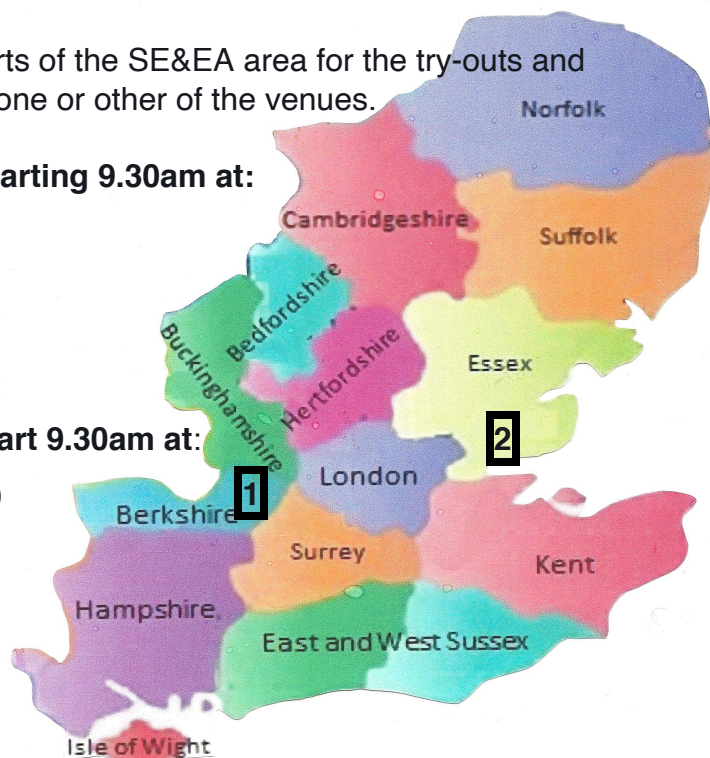 rts of the SE&EA area for the try-outs and
one or other of the venues.
Norfolk
arting 9.30am at:
Cambridgeshire
Suffolk
Bedfordshire
Buckinghamshire
Hertfordshire
Essex
art 9.30am at:
2
London
1
)
Berkshire
Surrey
Kent
Hampshire
East and West Sussex
Isle of Wight